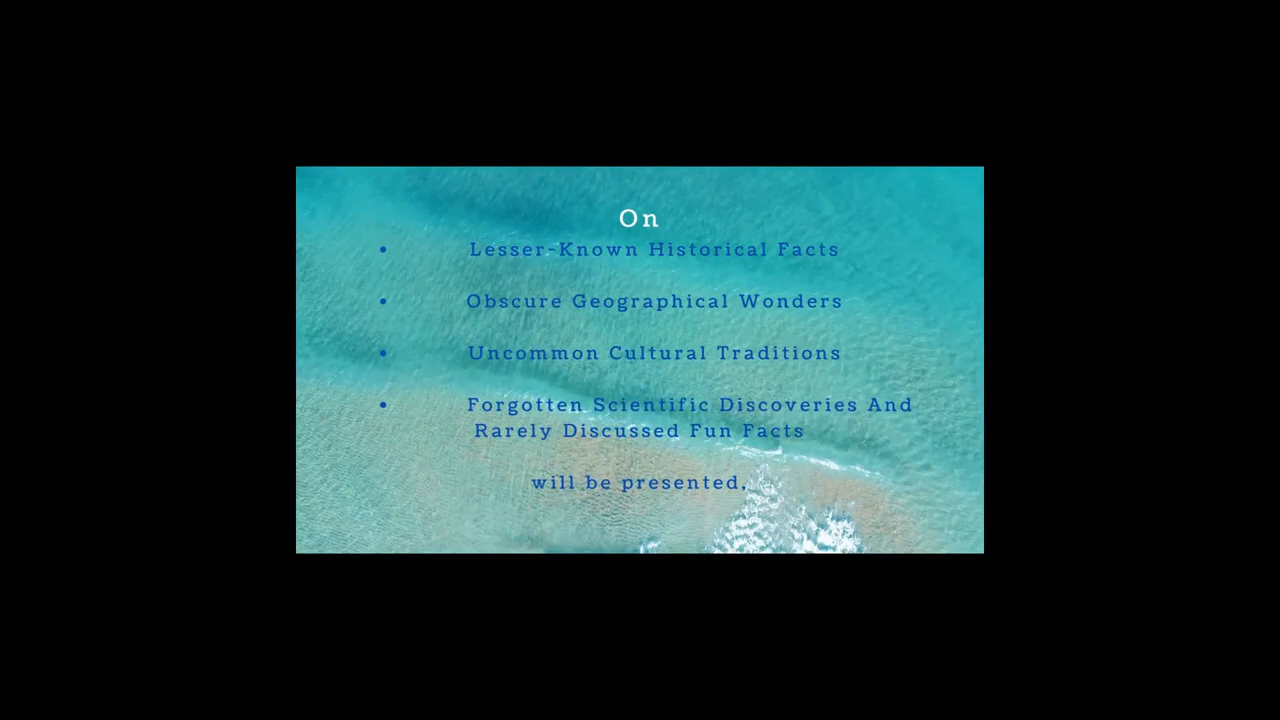 On
• Lesser-Known Historical Facts
• Obscure Geographical Wonders
• Uncommon Cultural Traditions
• Forgotten Scientific Discoveries And
Rarely Discussed Fun Facts
will be presented,